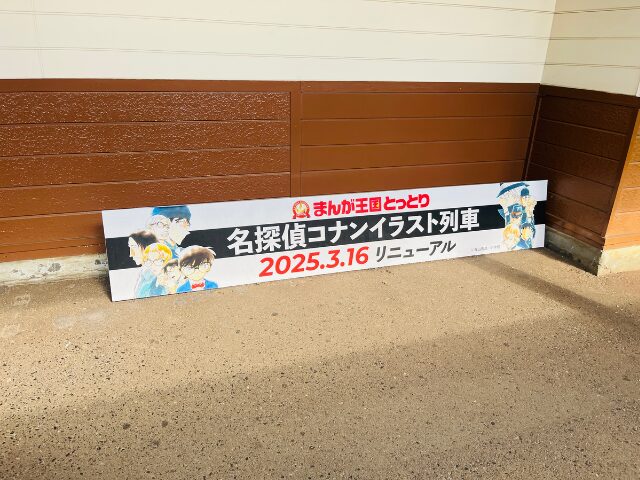 まんが王国とっとり
名探偵コナンイラスト列車
2025.3.16 リニューアル